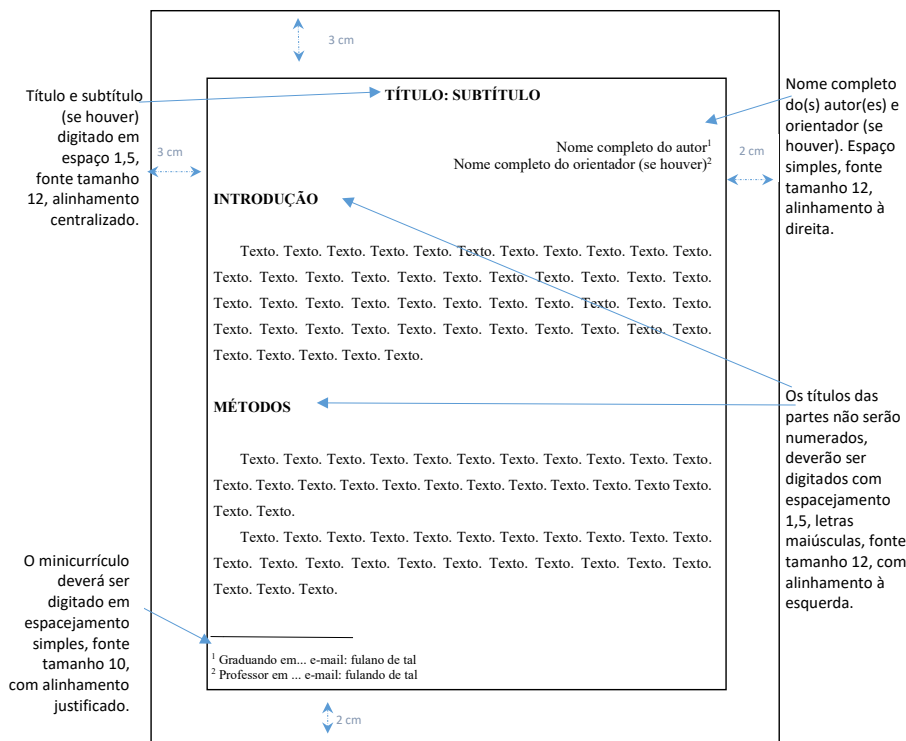 3 cm
Título e subtítulo
(se houver)
digitado em
espaço 1,5,
fonte tamanho
12, alinhamento
centralizado.
3 cm
TÍTULO: SUBTÍTULO
Nome completo do autor1
Nome completo do orientador (se houver)2
Nome completo
do(s) autor(es) e
orientador (se
houver). Espaço
simples, fonte
tamanho 12,
alinhamento à
direita.
2 cm
INTRODUÇÃO
Texto. Texto. Texto. Texto. Texto. Texto. Texto. Texto. Texto. Texto. Texto.
Texto. Texto. Texto. Texto. Texto. Texto. Texto. Texto. Texto. Texto. Texto.
Texto. Texto. Texto. Texto. Texto. Texto. Texto. Texto. Texto. Texto. Texto.
Texto. Texto. Texto. Texto. Texto. Texto. Texto. Texto. Texto. Texto. Texto.
Texto. Texto. Texto. Texto. Texto.
MÉTODOS
Os títulos das
partes não serão
numerados,
deverão ser
digitados com
espacejamento
1,5, letras
maiúsculas, fonte
tamanho 12, com
alinhamento à
esquerda.
Texto. Texto. Texto. Texto. Texto. Texto. Texto. Texto. Texto. Texto. Texto.
Texto. Texto. Texto. Texto. Texto. Texto. Texto. Texto. Texto. Texto Texto.
Texto. Texto.
Texto. Texto. Texto. Texto. Texto. Texto. Texto. Texto. Texto. Texto. Texto.
Texto. Texto. Texto. Texto. Texto. Texto. Texto. Texto. Texto. Texto. Texto.
Texto. Texto. Texto.
O minicurrículo
deverá ser
digitado em
espacejamento
simples, fonte
tamanho 10,
com alinhamento
justificado.
1 Graduando em... e-mail: fulano de tal
2 Professor em ... e-mail: fulando de tal
2 cm